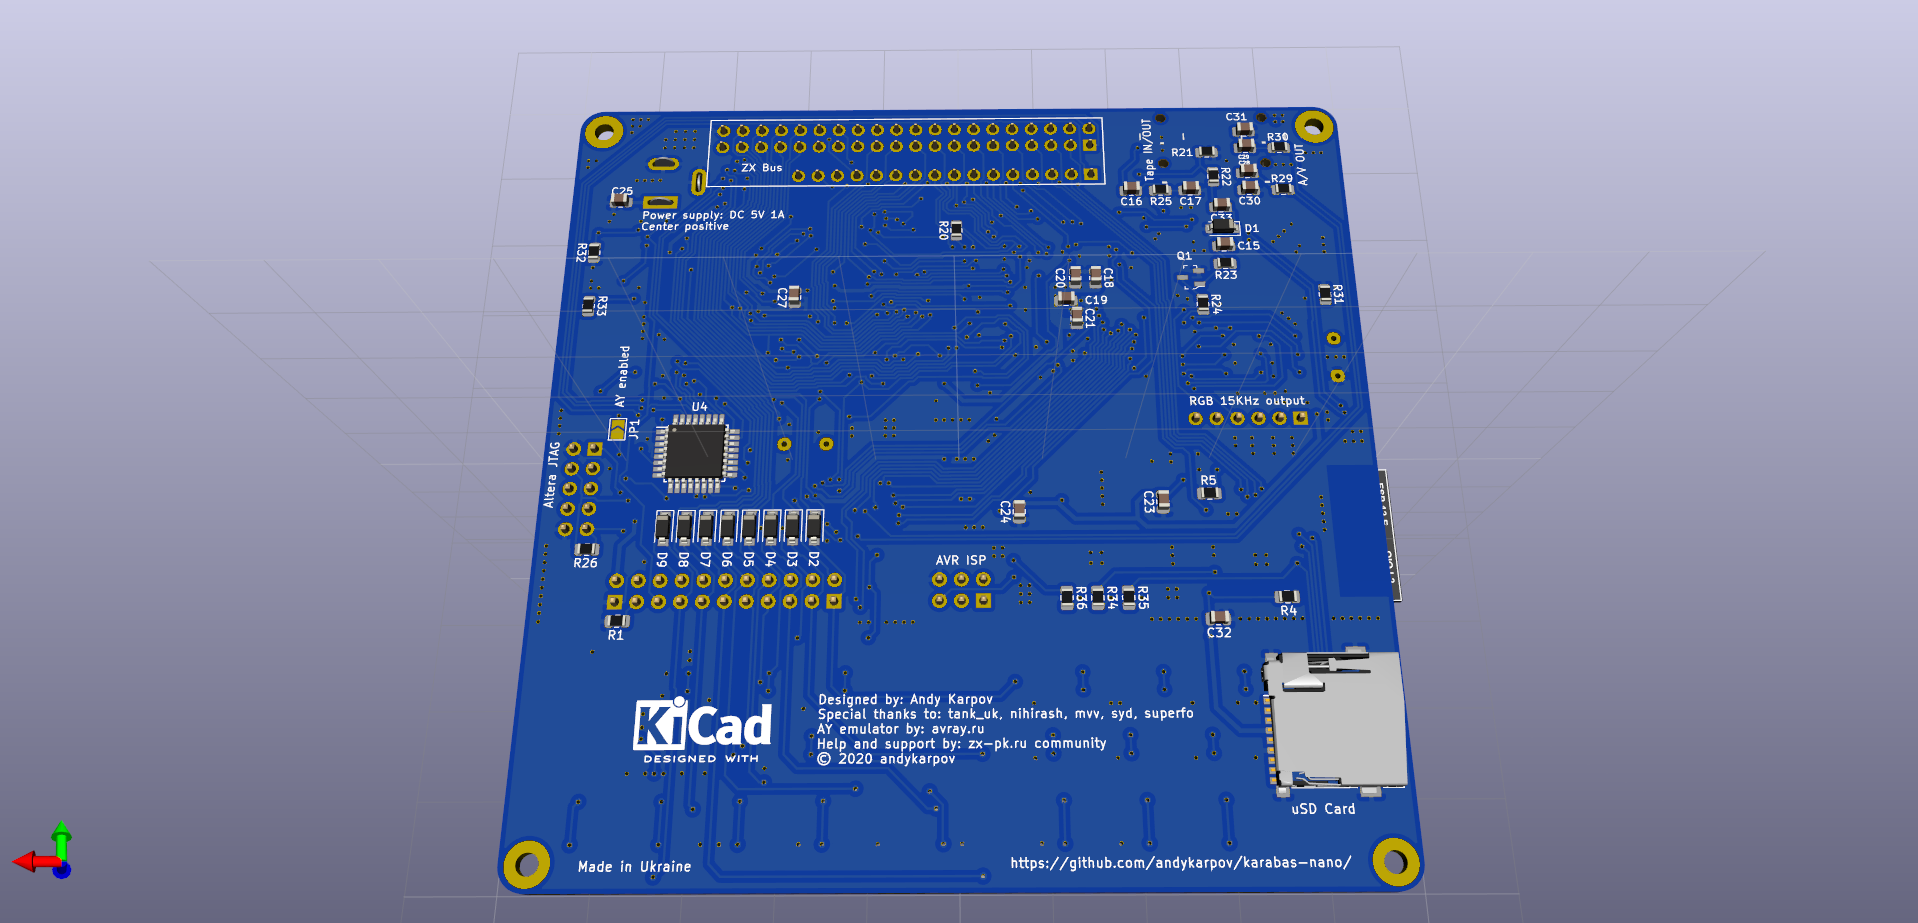 C31
R30
Tape IN/OUT
R21
A/V OUT
ZX Bus
R22
R29
C25
C16
R25
C17
C30
Power supply: DC 5V 1A
Center positive
C33
R20
D1
R32
C15
Q1
R23
C20
C18
C27
C19
R31
R33
R24
C21
AY enabled
RGB 15KHz output
U4
JP1
Altera JTAG
R5
C24
C23
R26
D9
D8
D7
D6
D5
D4
D3
D2
AVR ISP
R36
R34
R35
R4
R1
C32
KiCad
DESIGNED WITH
Designed by: Andy Karpov
Special thanks to: tank_uk, nihirash, mvv, syd, superfo
AY emulator by: avray.ru
Help and support by: zx-pk.ru community
© 2020 andykarpov
uSD Card
Made in Ukraine
https://github.com/andykarpov/karabas-nano/